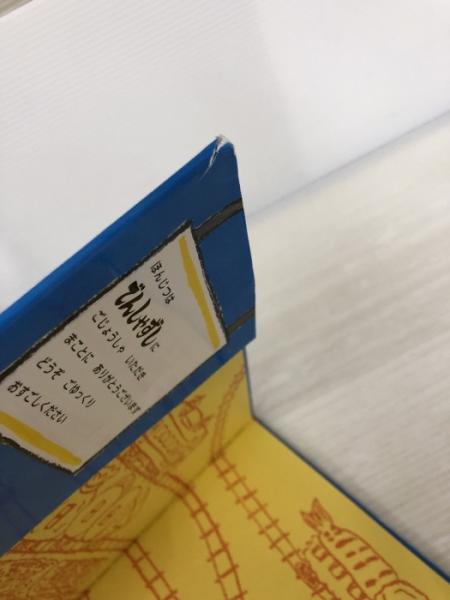 ほんじつは
でんしゃずしに
ごじょうしゃ いただき
まことに ありがとうございます
どうぞ ごゆっくり
おすごしください